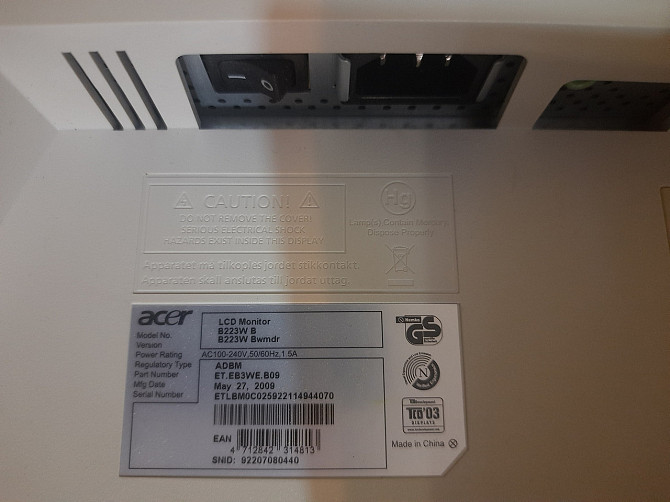 CAUTION!
DO NOT REMOVE THE COVER!
SERIOUS ELECTRICAL SHOCK
HAZARDS EXIST INSIDE THIS DISPLAY
Hg
Lamp(s) Contain Mercury,
Dispose Properly
Apparatet må tilkoples jordet stikkontakt
Apparaten skall anslutas till jordat uttag.
acer
LCD Monitor
Model No. B223W B
Version B223W Bwmdr
Power Rating AC100-240V,50/60Hz,1.5A
Regulatory Type ADBM
Part Number ET.EB3WE.B09
Mfg Date May 27, 2009
Serial Number ETLBM0C025922114944070
EAN
4 712842 314813
SNID: 92207080440
Nemko
GS
N
TCO'03
DISPLAYS
Made in China